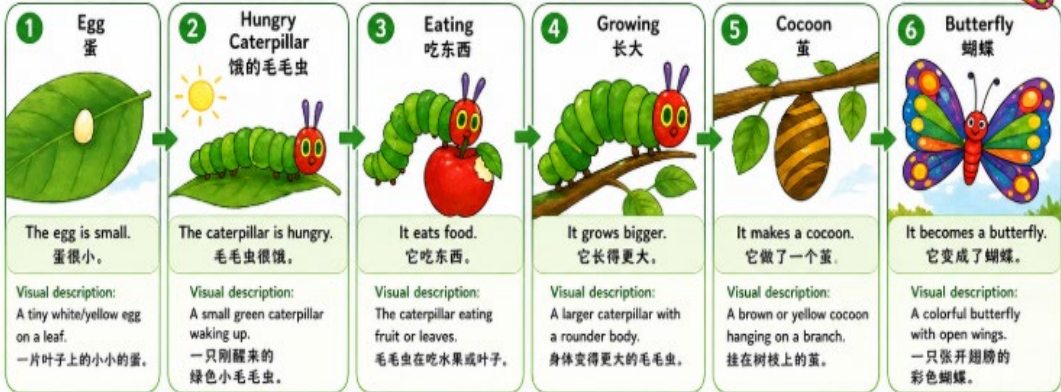 1
Egg
蛋
The egg is small.
蛋很小。
Visual description:
A tiny white/yellow egg
on a leaf.
一片叶子上的小小的蛋。
2
Hungry
Caterpillar
饿的毛毛虫
The caterpillar is hungry.
毛毛虫很饿。
Visual description:
A small green caterpillar
waking up.
一只刚醒来的
绿色小毛毛虫。
3
Eating
吃东西
It eats food.
它吃东西。
Visual description:
The caterpillar eating
fruit or leaves.
毛毛虫在吃水果或叶子。
4
Growing
长大
It grows bigger.
它长得更大。
Visual description:
A larger caterpillar with
a rounder body.
身体变得更大的毛毛虫。
5
Cocoon
茧
It makes a cocoon.
它做了一个茧.
Visual description:
A brown or yellow cocoon
hanging on a branch.
挂在树枝上的茧。
6
Butterfly
蝴蝶
It becomes a butterfly.
它变成了蝴蝶。
Visual description:
A colorful butterfly
with open wings.
一只张开翅膀的
彩色蝴蝶。